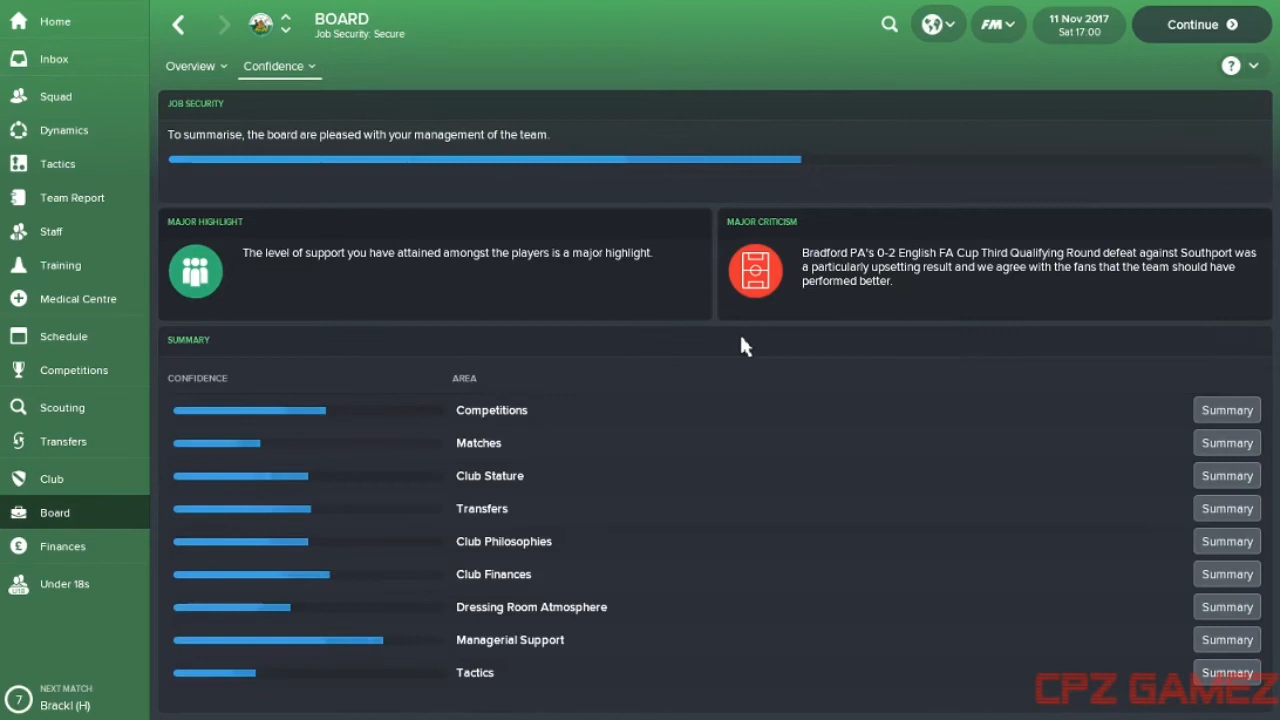 Home
Inbox
Squad
Dynamics
Tactics
Team Report
Staff
Training
Medical Centre
Schedule
Competitions
Scouting
Transfers
Club
Board
Finances
Under 18s
U18
7
NEXT MATCH
Brackl (H)
BOARD
Job Security: Secure
FM
11 Nov 2017
Sat 17:00
Continue
Overview
Confidence
?
JOB SECURITY
To summarise, the board are pleased with your management of the team.
MAJOR HIGHLIGHT
The level of support you have attained amongst the players is a major highlight.
MAJOR CRITICISM
Bradford PA's 0-2 English FA Cup Third Qualifying Round defeat against Southport was
a particularly upsetting result and we agree with the fans that the team should have
performed better.
SUMMARY
CONFIDENCE AREA
Competitions Summary
Matches Summary
Club Stature Summary
Transfers Summary
Club Philosophies Summary
Club Finances Summary
Dressing Room Atmosphere Summary
Managerial Support Summary
Tactics Summary
CPZ GAMEZ